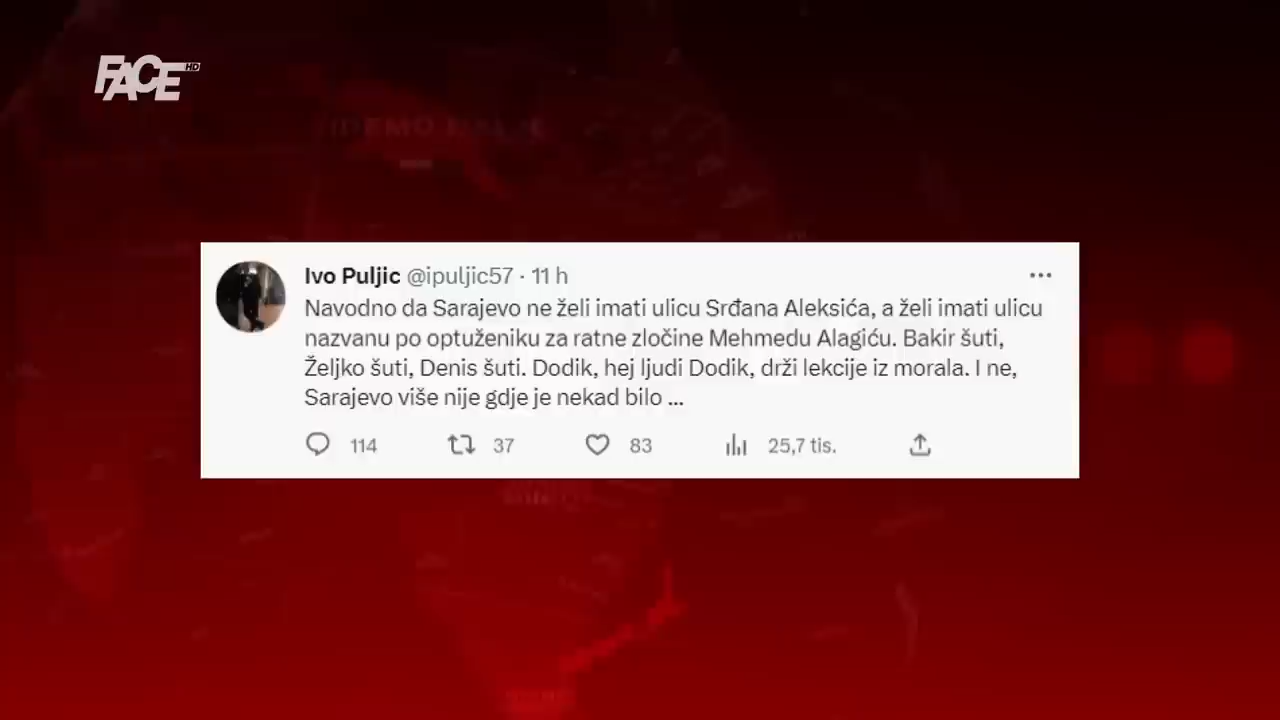 FACE HD
Ivo Puljic @ipuljic57 · 11 h
Navodno da Sarajevo ne želi imati ulicu Srđana Aleksića, a želi imati ulicu
nazvanu po optuženiku za ratne zločine Mehmedu Alagiću. Bakir šuti,
Željko šuti, Denis šuti. Dodik, hej ljudi Dodik, drži lekcije iz morala. I ne,
Sarajevo više nije gdje je nekad bilo ...
114 37 83 25,7 tis.